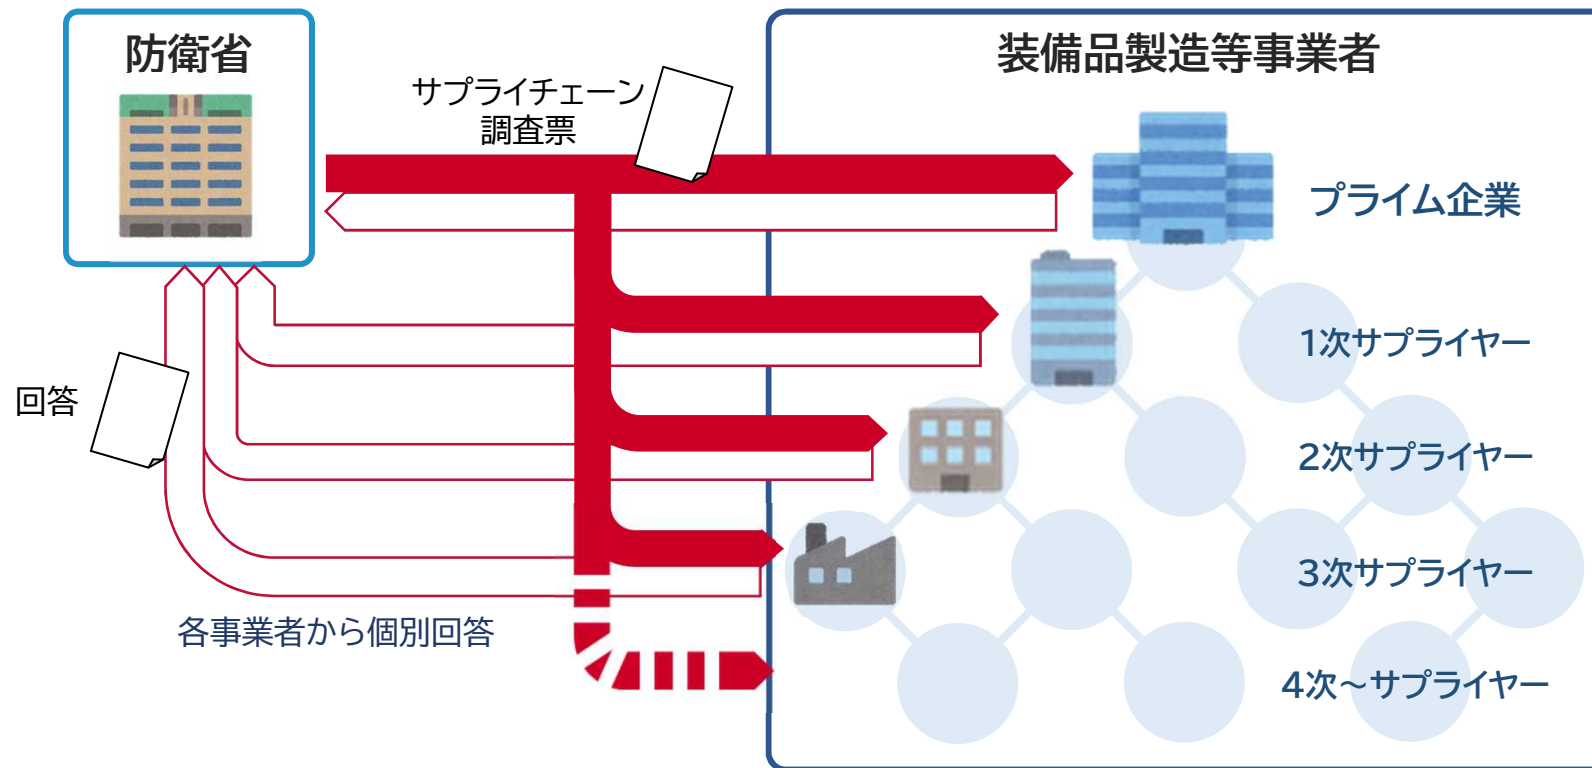 防衛省
装備品製造等事業者
サプライチェーン
調査票
プライム企業
1次サプライヤー
回答
2次サプライヤー
3次サプライヤー
各事業者から個別回答
4次～サプライヤー